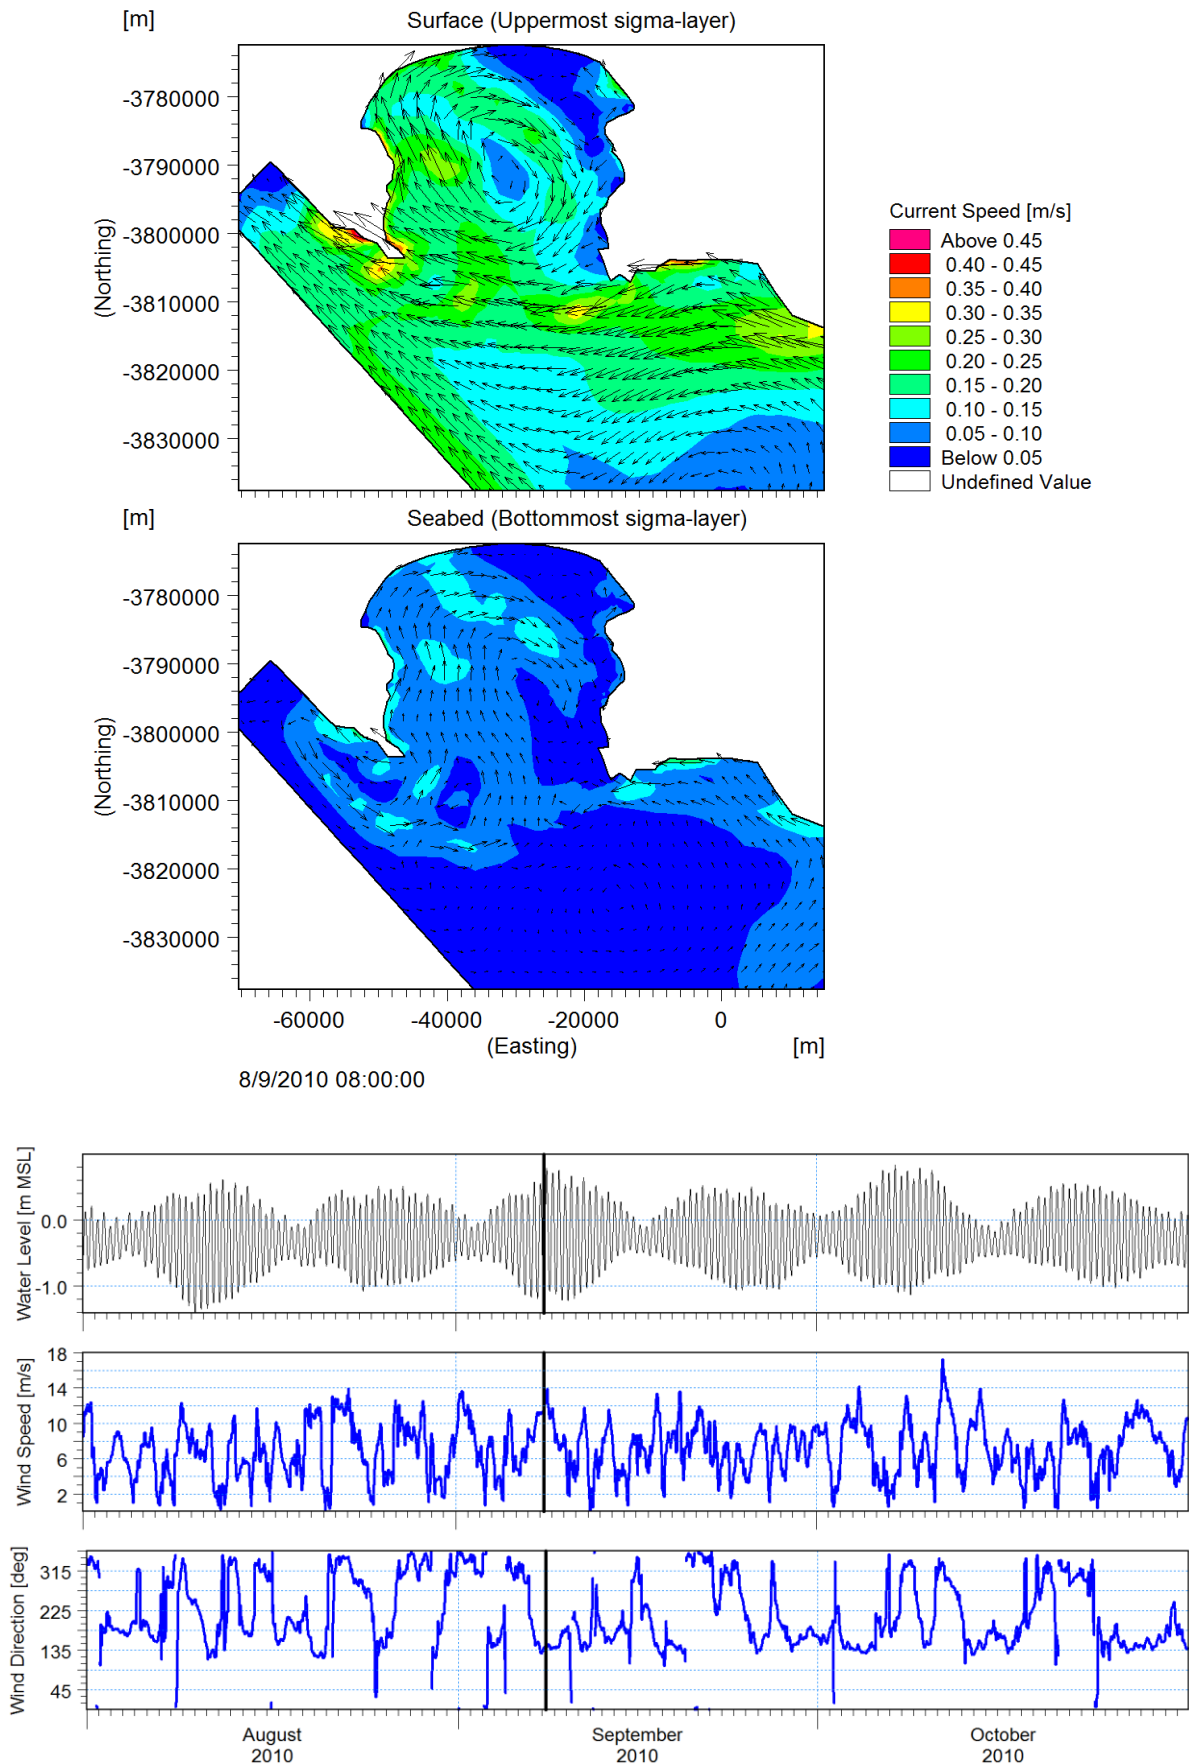 [m] Surface (Uppermost sigma-layer)
-3780000
-3790000
-3800000
-3810000
-3820000
-3830000
(Northing)
Current Speed [m/s]
Above 0.45
0.40 - 0.45
0.35 - 0.40
0.30 - 0.35
0.25 - 0.30
0.20 - 0.25
0.15 - 0.20
0.10 - 0.15
0.05 - 0.10
Below 0.05
Undefined Value
[m] Seabed (Bottommost sigma-layer)
-3780000
-3790000
-3800000
-3810000
-3820000
-3830000
(Northing)
-60000 -40000 -20000 0
(Easting) [m]
8/9/2010 08:00:00
Water Level [m MSL]
0.0
-1.0
Wind Speed [m/s]
18
14
10
6
2
Wind Direction [deg]
315
225
135
45
August September October
2010 2010 2010